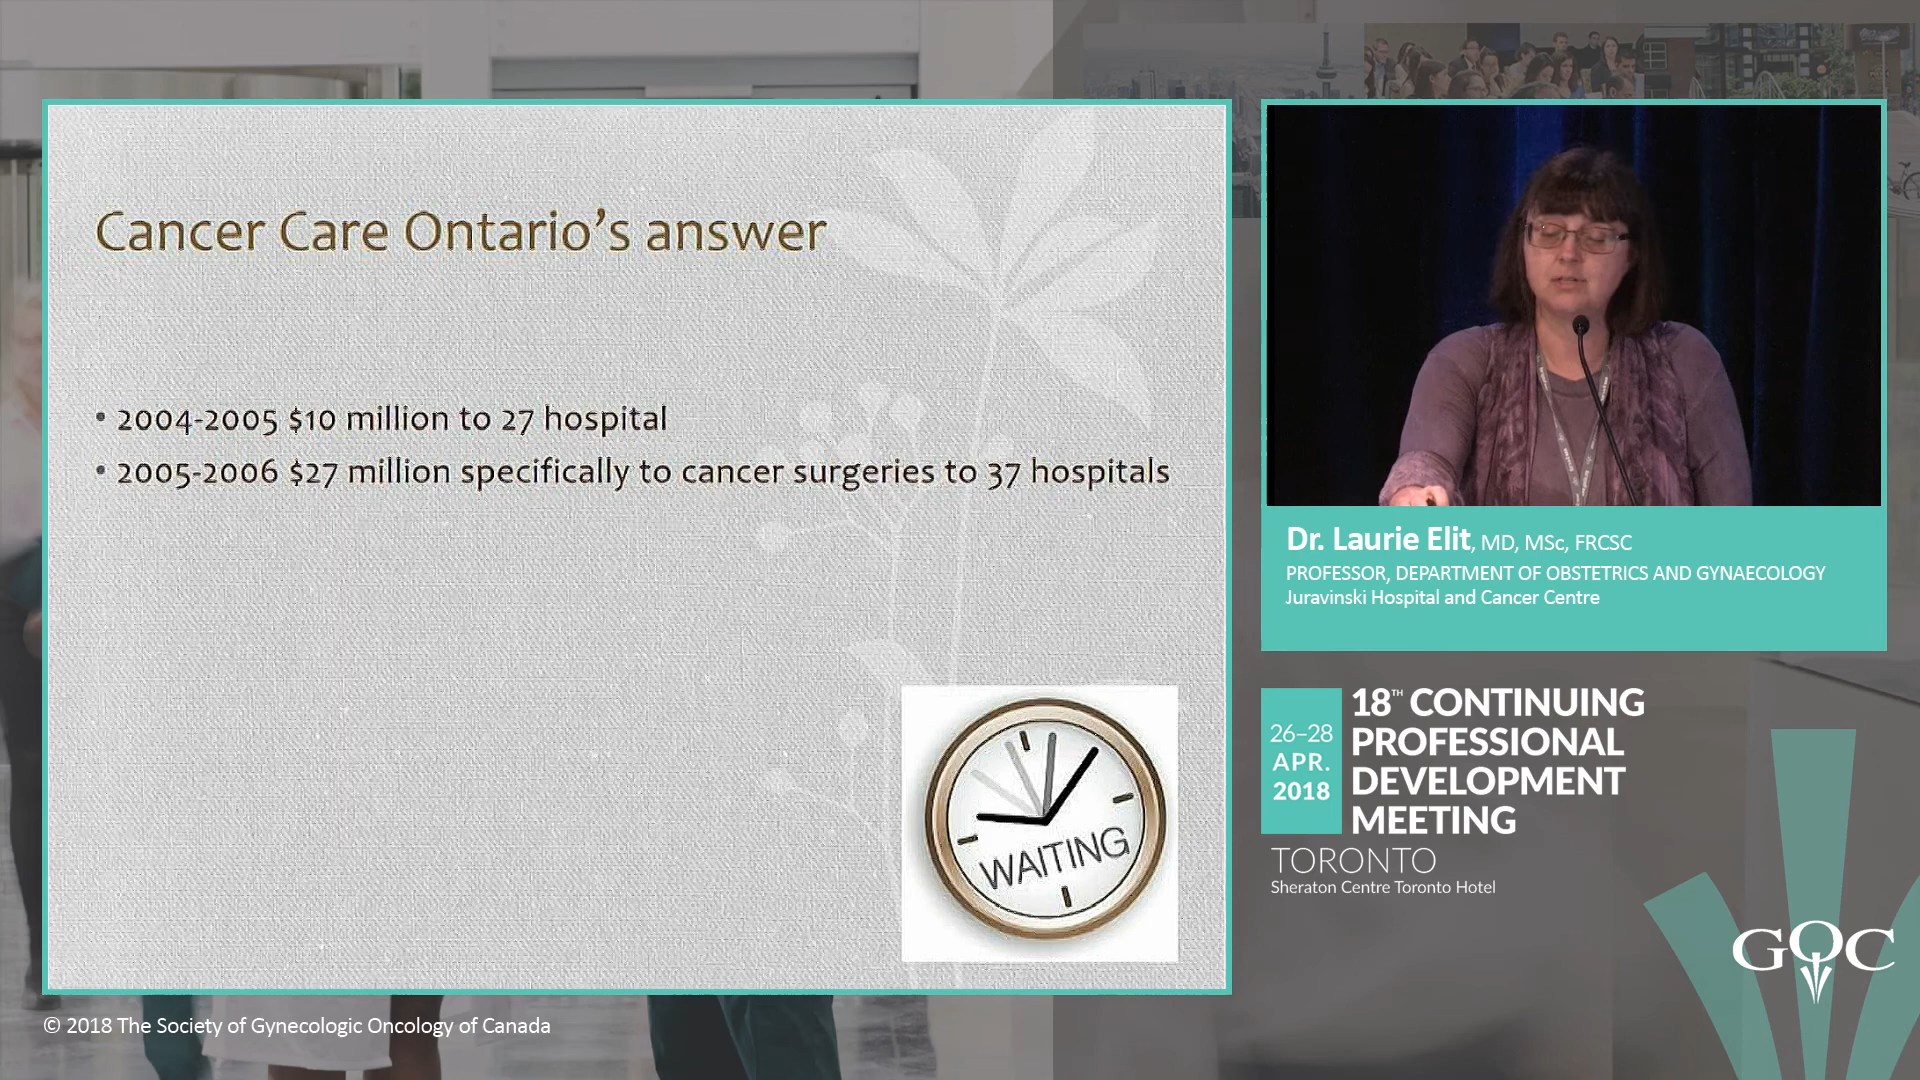 Cancer Care Ontario’s answer
• 2004-2005 $10 million to 27 hospital
• 2005-2006 $27 million specifically to cancer surgeries to 37 hospitals
WAITING
Dr. Laurie Elit, MD, MSc, FRCSC
PROFESSOR, DEPARTMENT OF OBSTETRICS AND GYNAECOLOGY
Juravinski Hospital and Cancer Centre
26–28
APR.
2018
18TH CONTINUING
PROFESSIONAL
DEVELOPMENT
MEETING
TORONTO
Sheraton Centre Toronto Hotel
GOC
© 2018 The Society of Gynecologic Oncology of Canada